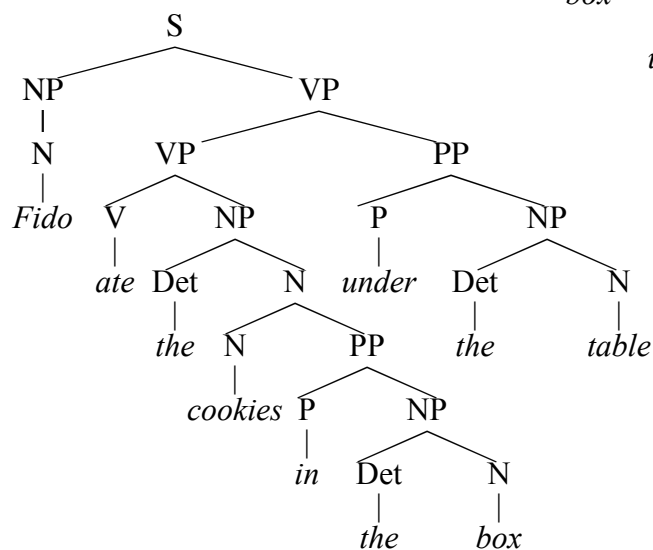 box
S
NP VP
N VP PP
Fido V NP P NP
ate Det N under Det N
the N PP the table
cookies P NP
in Det N
the box